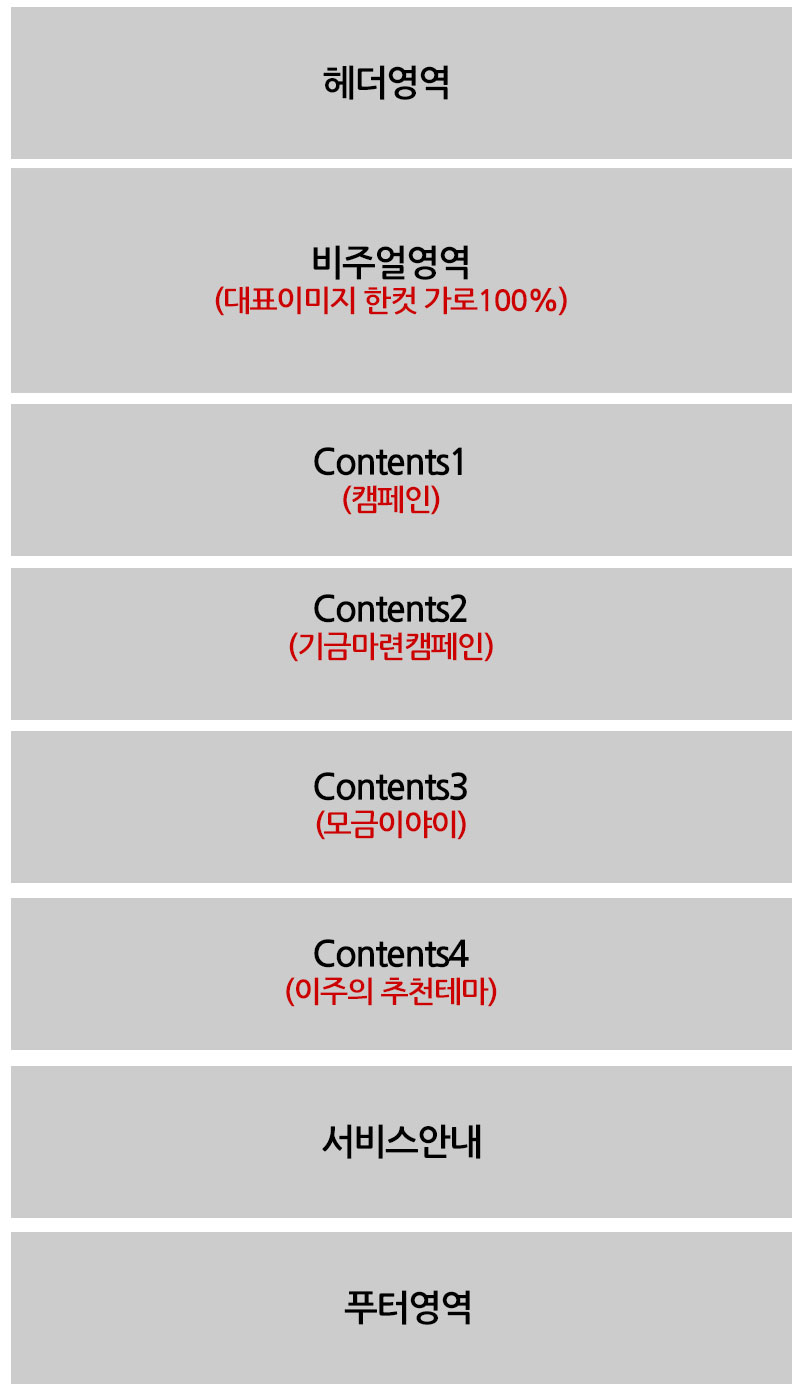 헤더영역
비주얼영역
(대표이미지 한컷 가로100%)
Contents1
(캠페인)
Contents2
(기금마련캠페인)
Contents3
(모금이야이)
Contents4
(이주의 추천테마)
서비스안내
푸터영역